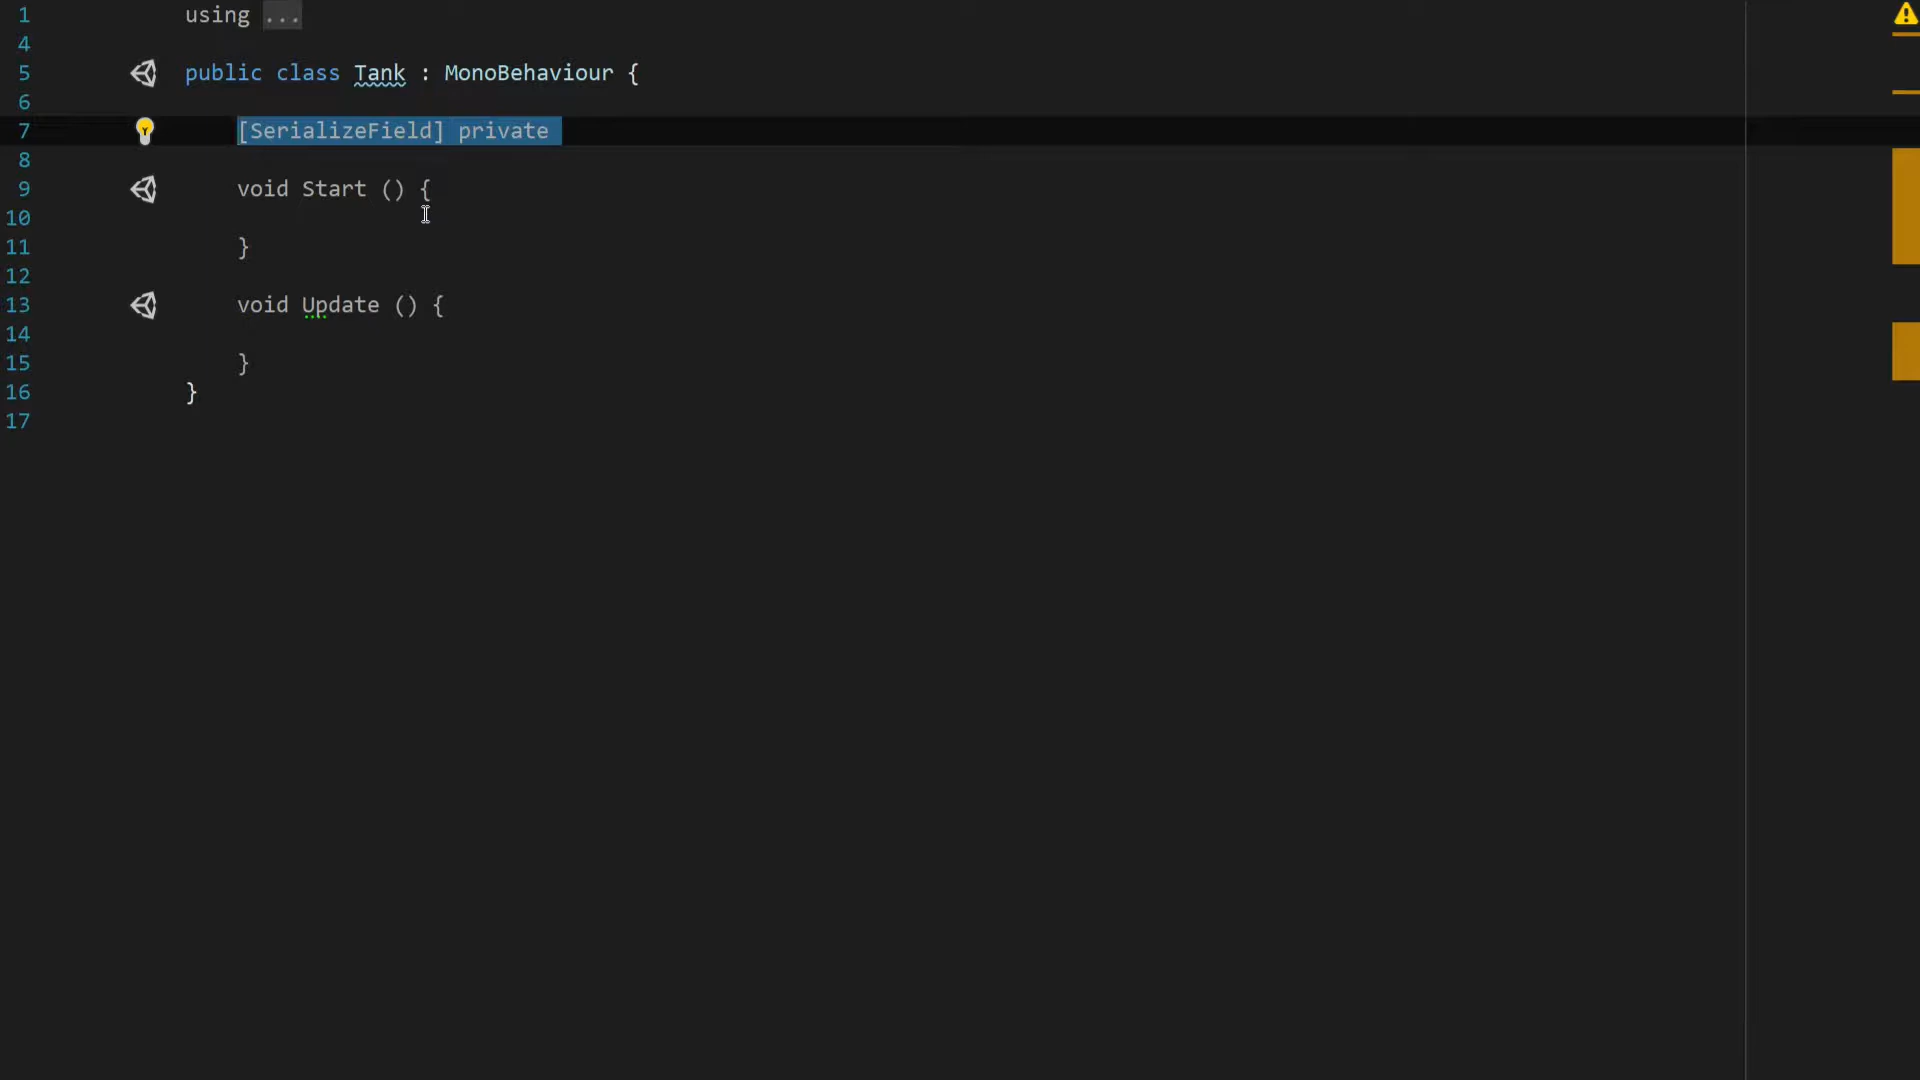 1 using ...
4
5 public class Tank : MonoBehaviour {
6
7 [SerializeField] private
8
9 void Start () {
10
11 }
12
13 void Update () {
14
15 }
16 }
17